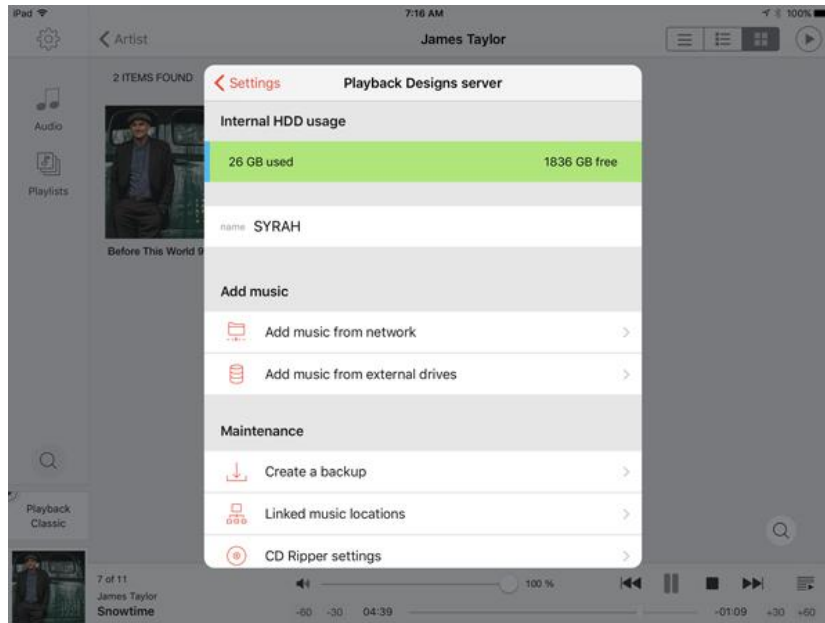 iPad
7:16 AM
100%
Artist
James Taylor
2 ITEMS FOUND
Audio
Playlists
Before This World 9
Settings
Playback Designs server
Internal HDD usage
26 GB used
1836 GB free
name SYRAH
Add music
Add music from network
Add music from external drives
Maintenance
Create a backup
Linked music locations
CD Ripper settings
Playback
Classic
7 of 11
James Taylor
Snowtime
100 %
-60 -30 04:39
-01:09 +30 +60